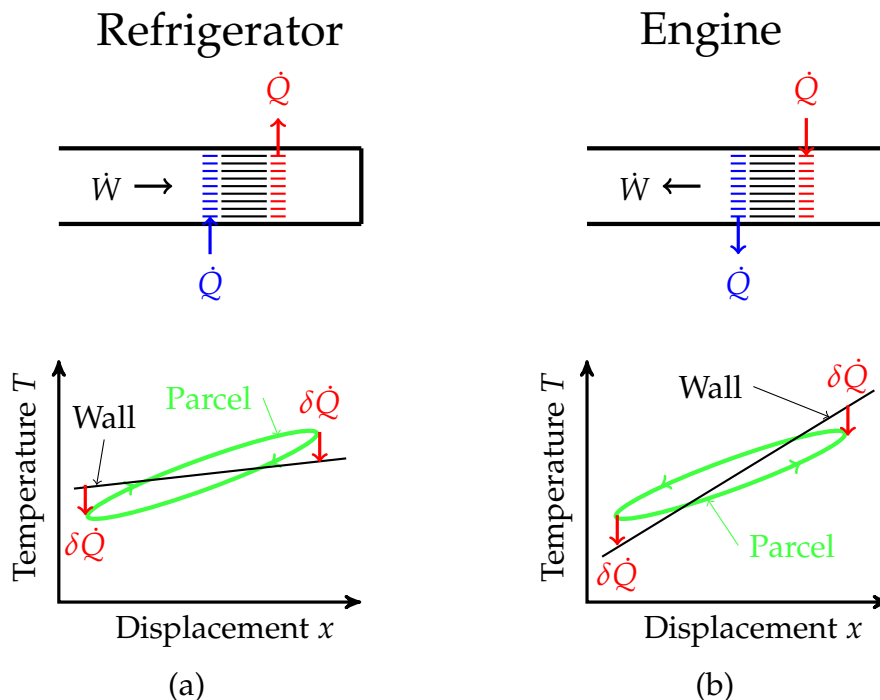 Refrigerator
Engine
Q̇
Q̇
Ẇ
Ẇ
Q̇
Q̇
Temperature T
Wall
Parcel
δQ̇
δQ̇
Displacement x
(a)
Temperature T
Wall
δQ̇
Parcel
δQ̇
Displacement x
(b)